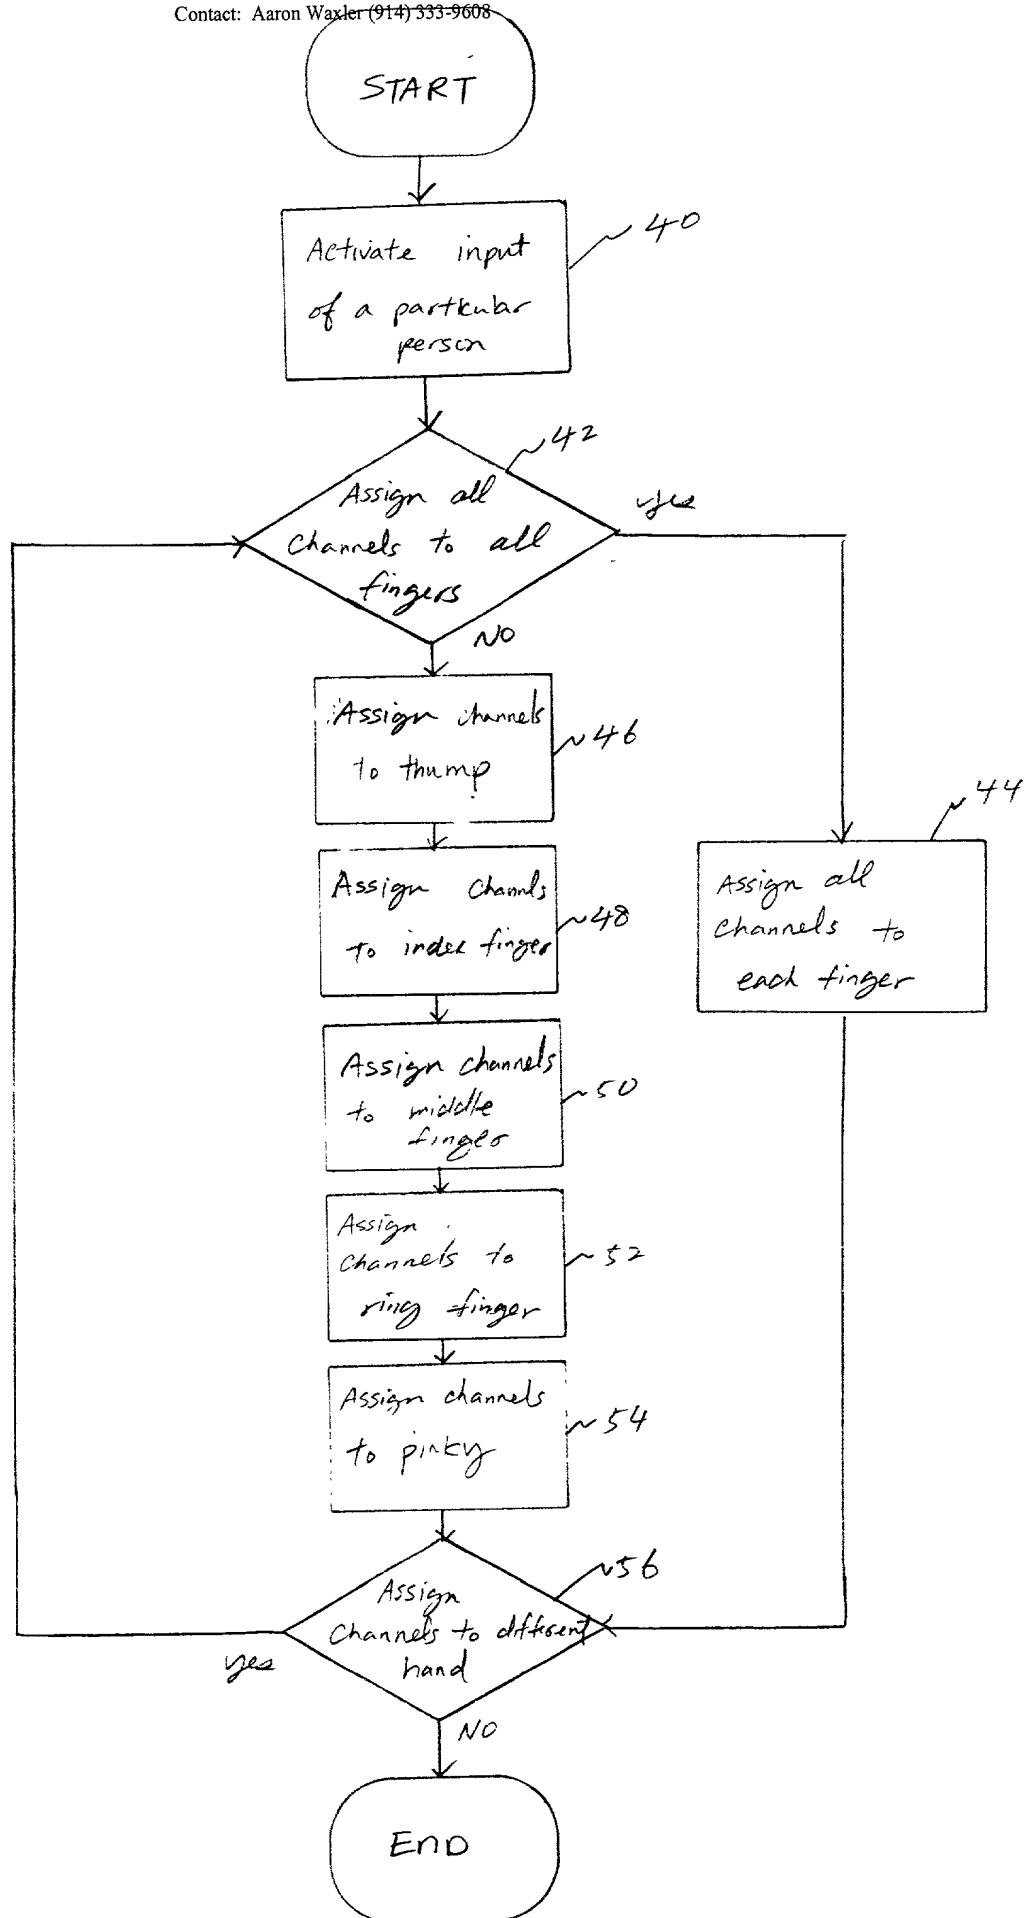 Contact: Aaron Waxler (914) 333-9608
START
Activate input
of a particular
person
40
42
Assign all
channels to all
fingers
yes
NO
Assign channels
to thump
46
44
Assign all
channels to
each finger
Assign channels
to index finger
48
Assign channels
to middle
finger
50
Assign
channels to
ring finger
52
Assign channels
to pinky
54
56
Assign
channels to different
hand
yes
NO
END